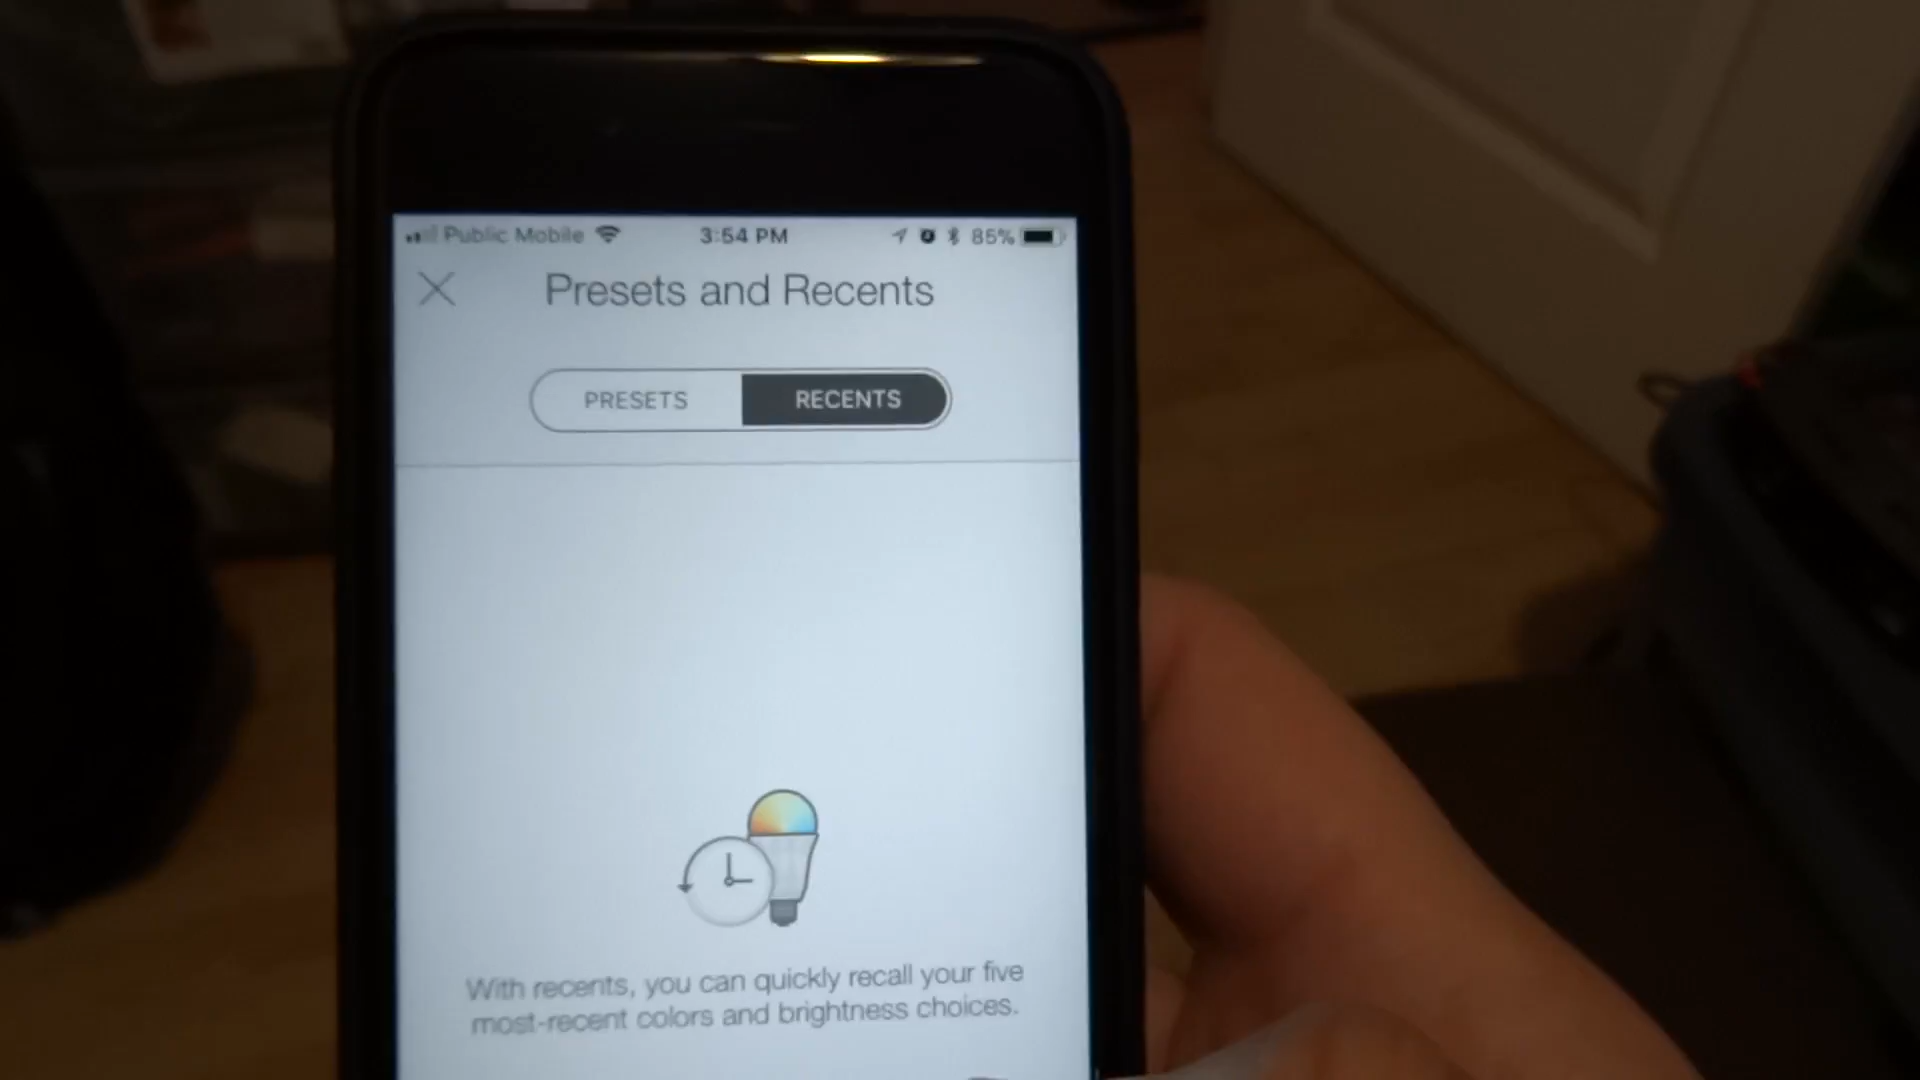 Public Mobile 3:54 PM 85%
Presets and Recents
PRESETS RECENTS
With recents, you can quickly recall your five
most-recent colors and brightness choices.